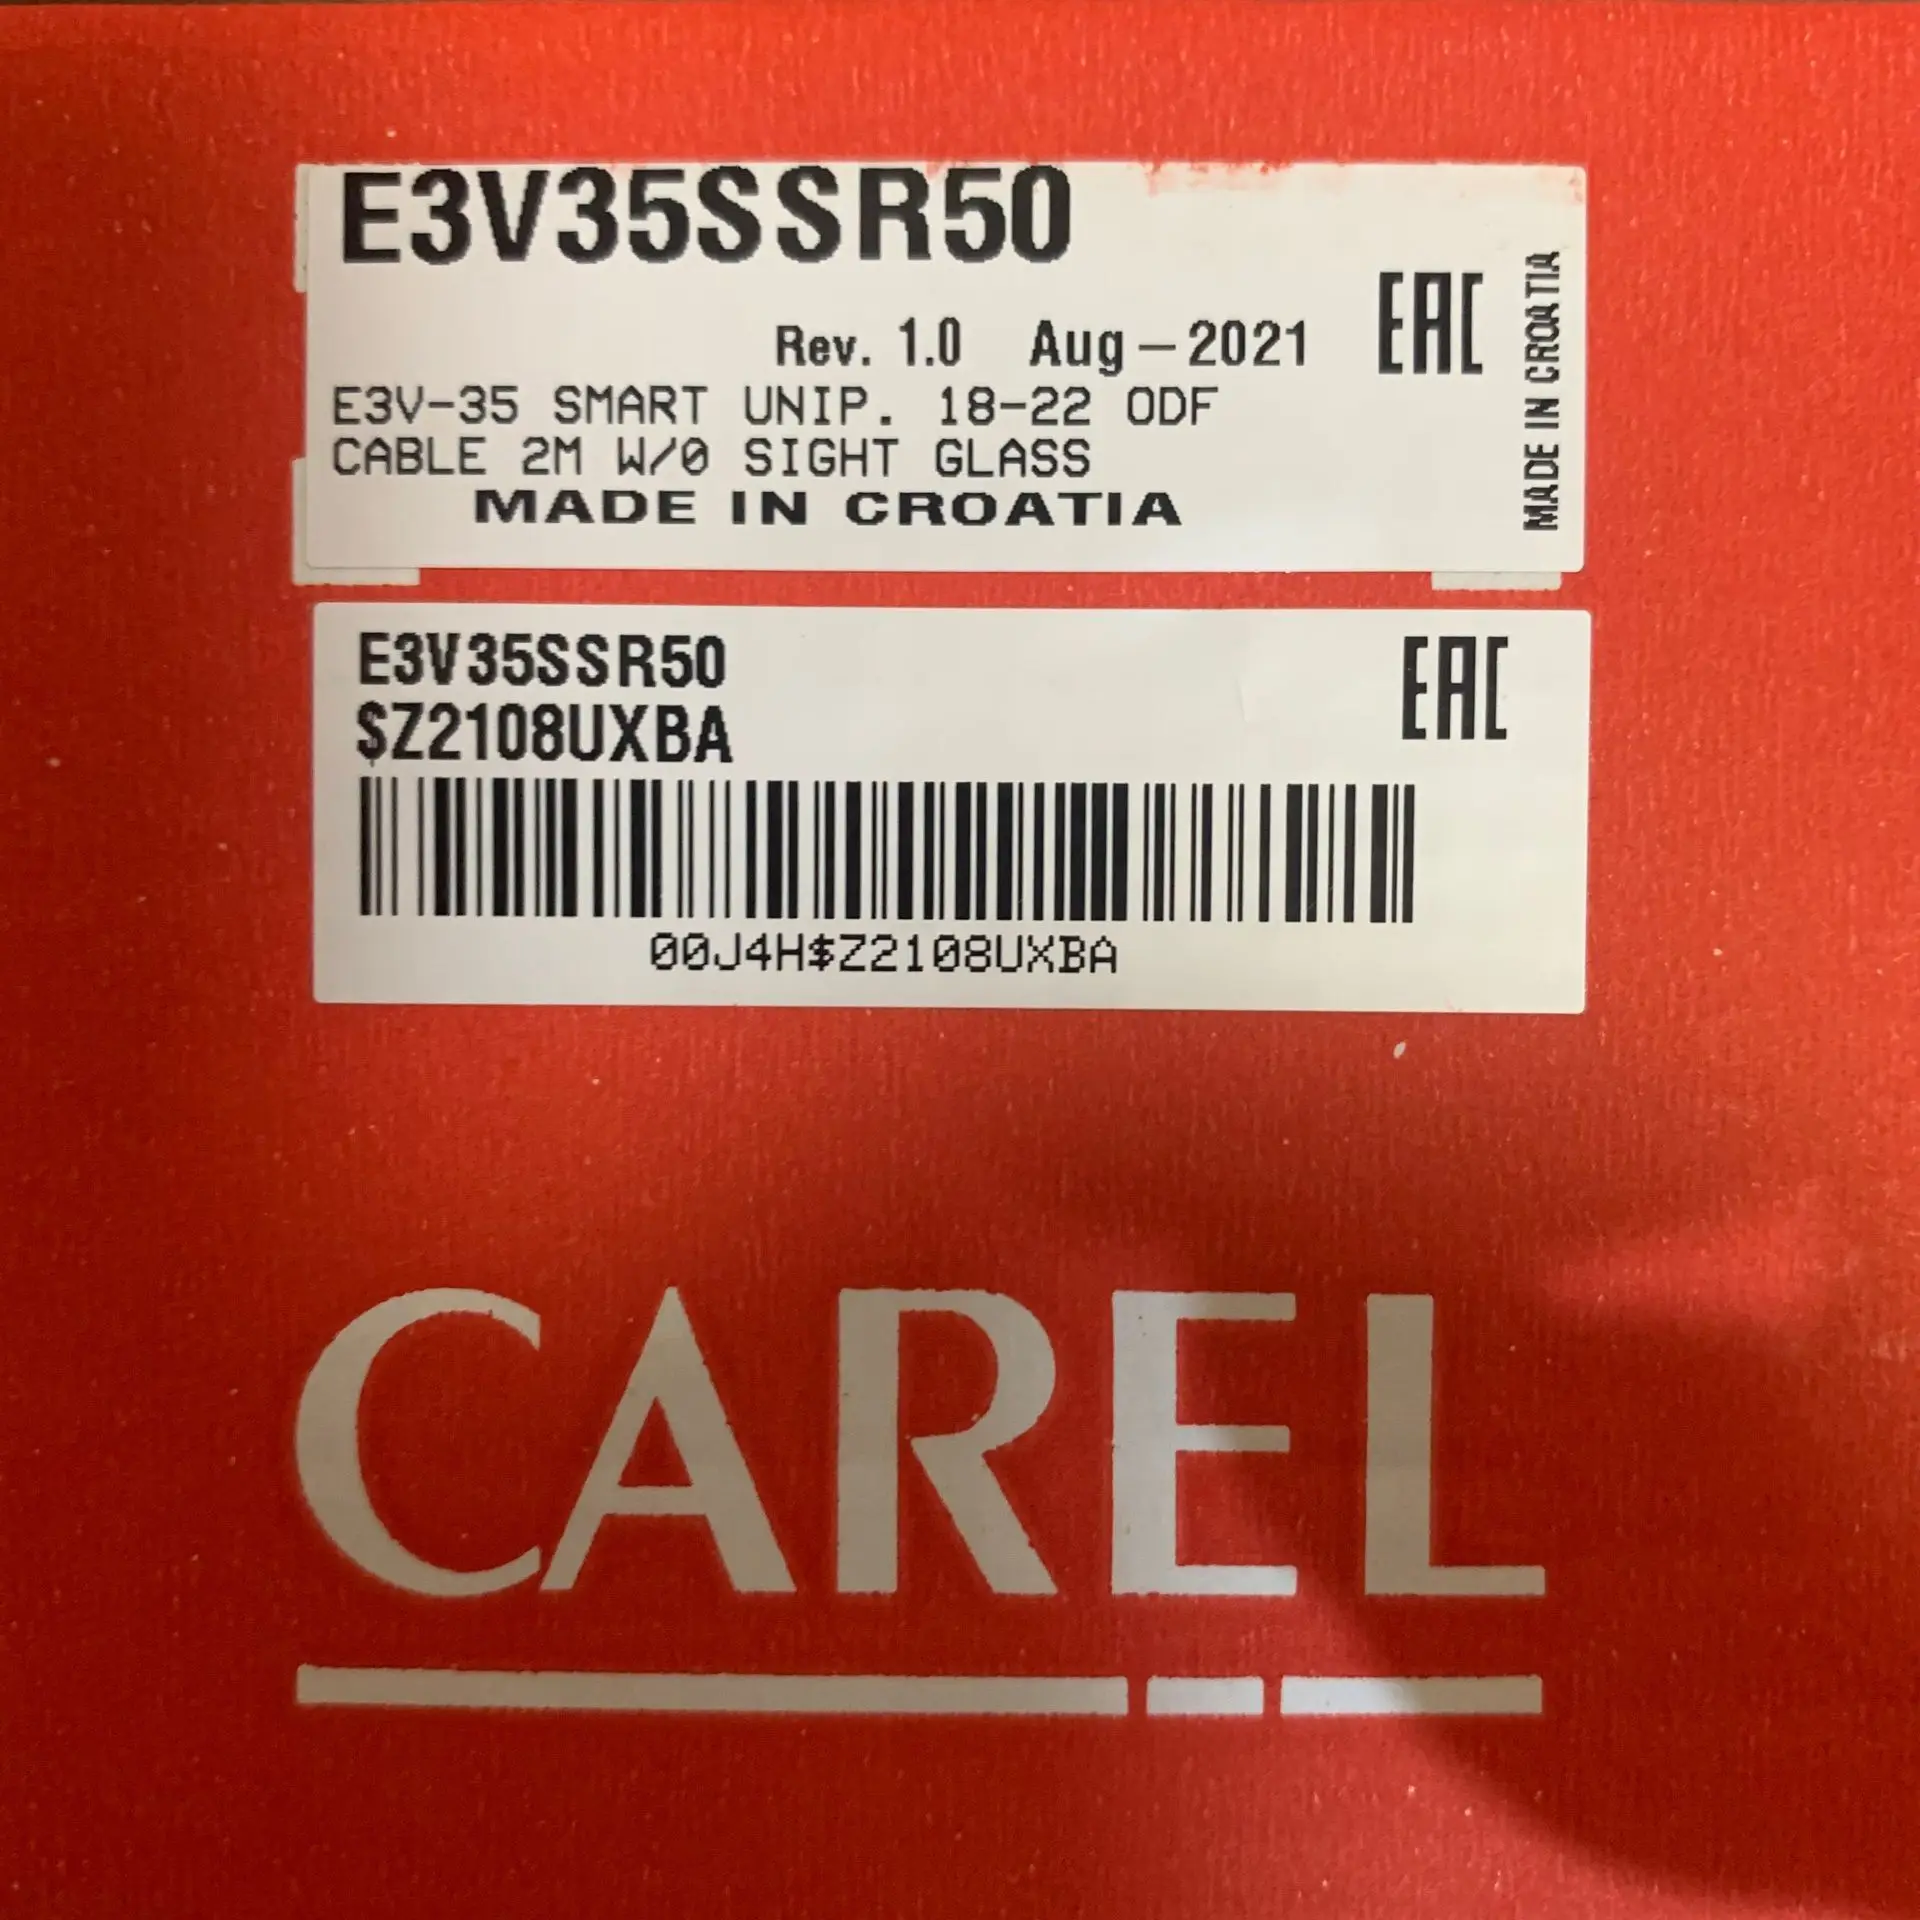 E3V35SSR50
Rev. 1.0 Aug-2021
EAC
MADE IN CROATIA
E3V-35 SMART UNIP. 18-22 ODF
CABLE 2M W/0 SIGHT GLASS
MADE IN CROATIA
E3V35SSR50
EAC
$Z2108UXBA
00J4H$Z2108UXBA
CAREL